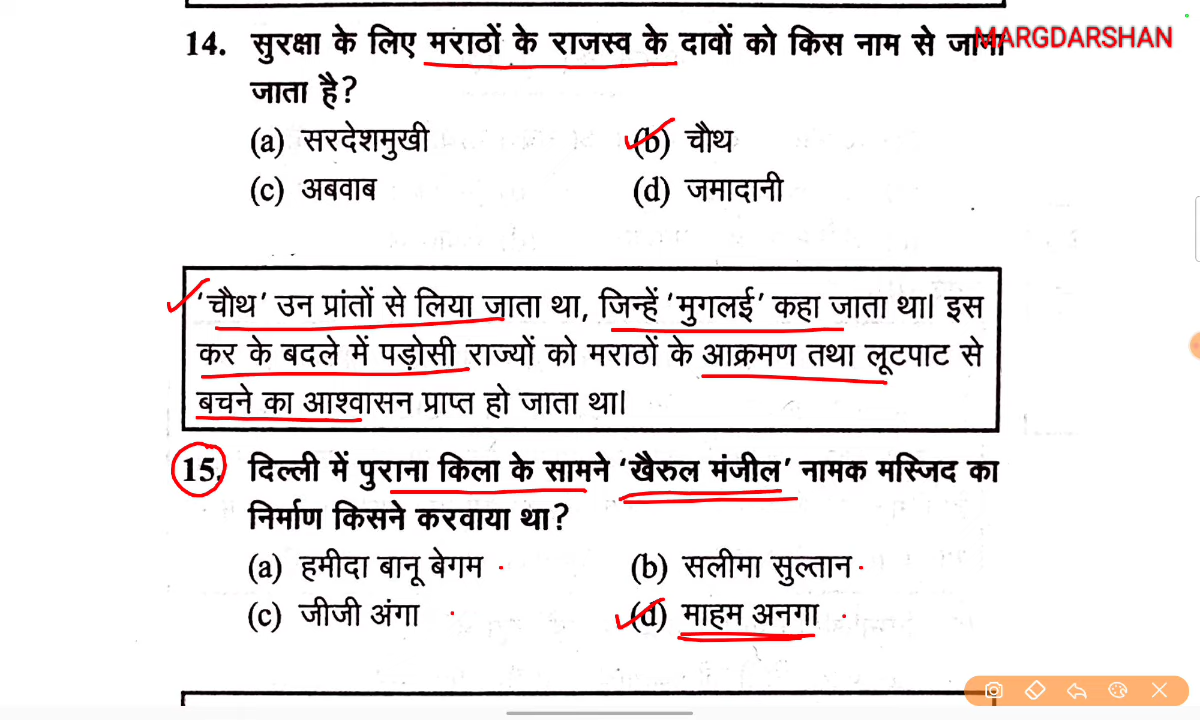 MARGDARSHAN
14. सुरक्षा के लिए मराठों के राजस्व के दावों को किस नाम से जाना
जाता है?
(a) सरदेशमुखी (b) चौथ
(c) अबवाब (d) जमादानी
'चौथ' उन प्रांतों से लिया जाता था, जिन्हें 'मुगलई' कहा जाता था। इस
कर के बदले में पड़ोसी राज्यों को मराठों के आक्रमण तथा लूटपाट से
बचने का आश्वासन प्राप्त हो जाता था।
15. दिल्ली में पुराना किला के सामने 'खैरुल मंजील' नामक मस्जिद का
निर्माण किसने करवाया था?
(a) हमीदा बानू बेगम (b) सलीमा सुल्तान
(c) जीजी अंगा (d) माहम अनगा